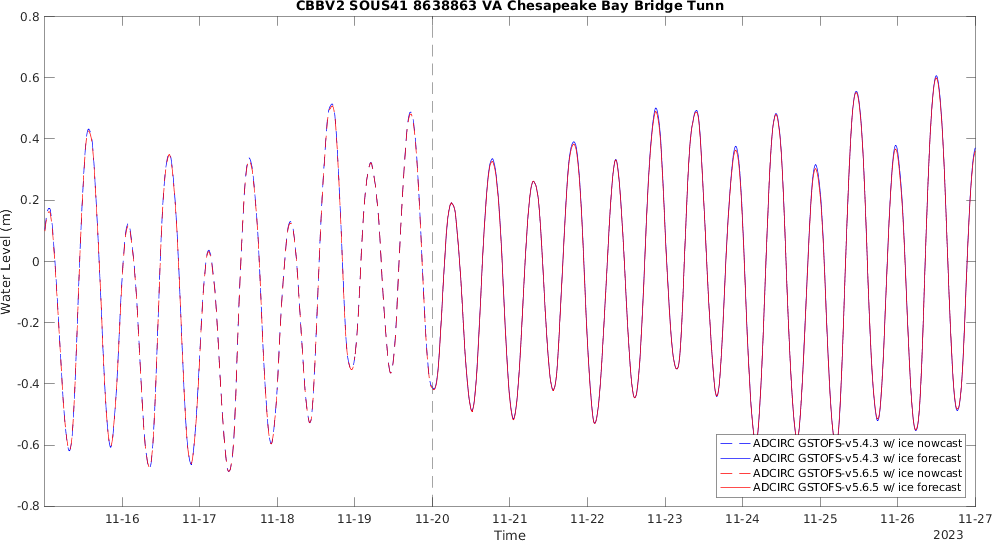 CBBV2 SOUS41 8638863 VA Chesapeake Bay Bridge Tunn
Water Level (m)
0.8
0.6
0.4
0.2
0
-0.2
-0.4
-0.6
-0.8
ADCIRC GSTOFS-v5.4.3 w/ ice nowcast
ADCIRC GSTOFS-v5.4.3 w/ ice forecast
ADCIRC GSTOFS-v5.6.5 w/ ice nowcast
ADCIRC GSTOFS-v5.6.5 w/ ice forecast
11-16 11-17 11-18 11-19 11-20 11-21 11-22 11-23 11-24 11-25 11-26 11-27
Time
2023